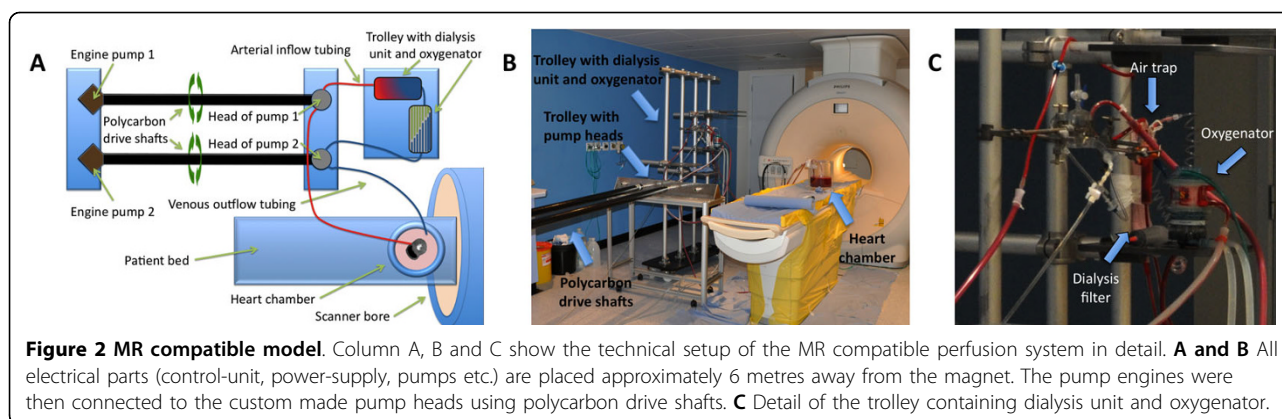 A
Engine pump 1
Arterial inflow tubing
Trolley with dialysis
unit and oxygenator
Polycarbon
drive shafts
Head of pump 1
Head of pump 2
Engine pump 2
Venous outflow tubing
Patient bed
Heart chamber
Scanner bore
B
Trolley with dialysis
unit and oxygenator
Trolley with
pump heads
Polycarbon
drive shafts
Heart
chamber
PHILIPS
C
Air trap
Oxygenator
Dialysis
filter
Figure 2 MR compatible model. Column A, B and C show the technical setup of the MR compatible perfusion system in detail. A and B All
electrical parts (control-unit, power-supply, pumps etc.) are placed approximately 6 metres away from the magnet. The pump engines were
then connected to the custom made pump heads using polycarbon drive shafts. C Detail of the trolley containing dialysis unit and oxygenator.